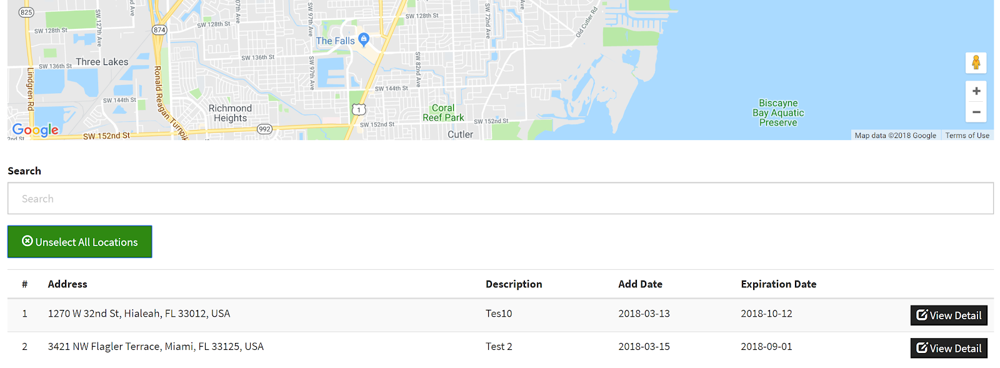 825
07th Ave
SW 97th Ave
SW 72nd Ave
SW 128th St
SW 127th Ave
874
SW 128th St
SW 128th St
Old Cutler Rd
The Falls
SW 136th St
Three Lakes
SW 136th St
SW 97th Ave
SW 82nd Ave
Lindgren Rd
Ronald Reagan Turnpik
SW 144th St
SW 144th St
Richmond
Heights
1
Coral
Reef Park
Biscayne
Bay Aquatic
Preserve
SW 152nd St
SW 152nd St
992
Google
SW 152nd St
2nd St
Cutler
Map data ©2018 Google Terms of Use
Search
Search
Unselect All Locations
# Address Description Add Date Expiration Date
1 1270 W 32nd St, Hialeah, FL 33012, USA Tes10 2018-03-13 2018-10-12 View Detail
2 3421 NW Flagler Terrace, Miami, FL 33125, USA Test 2 2018-03-15 2018-09-01 View Detail